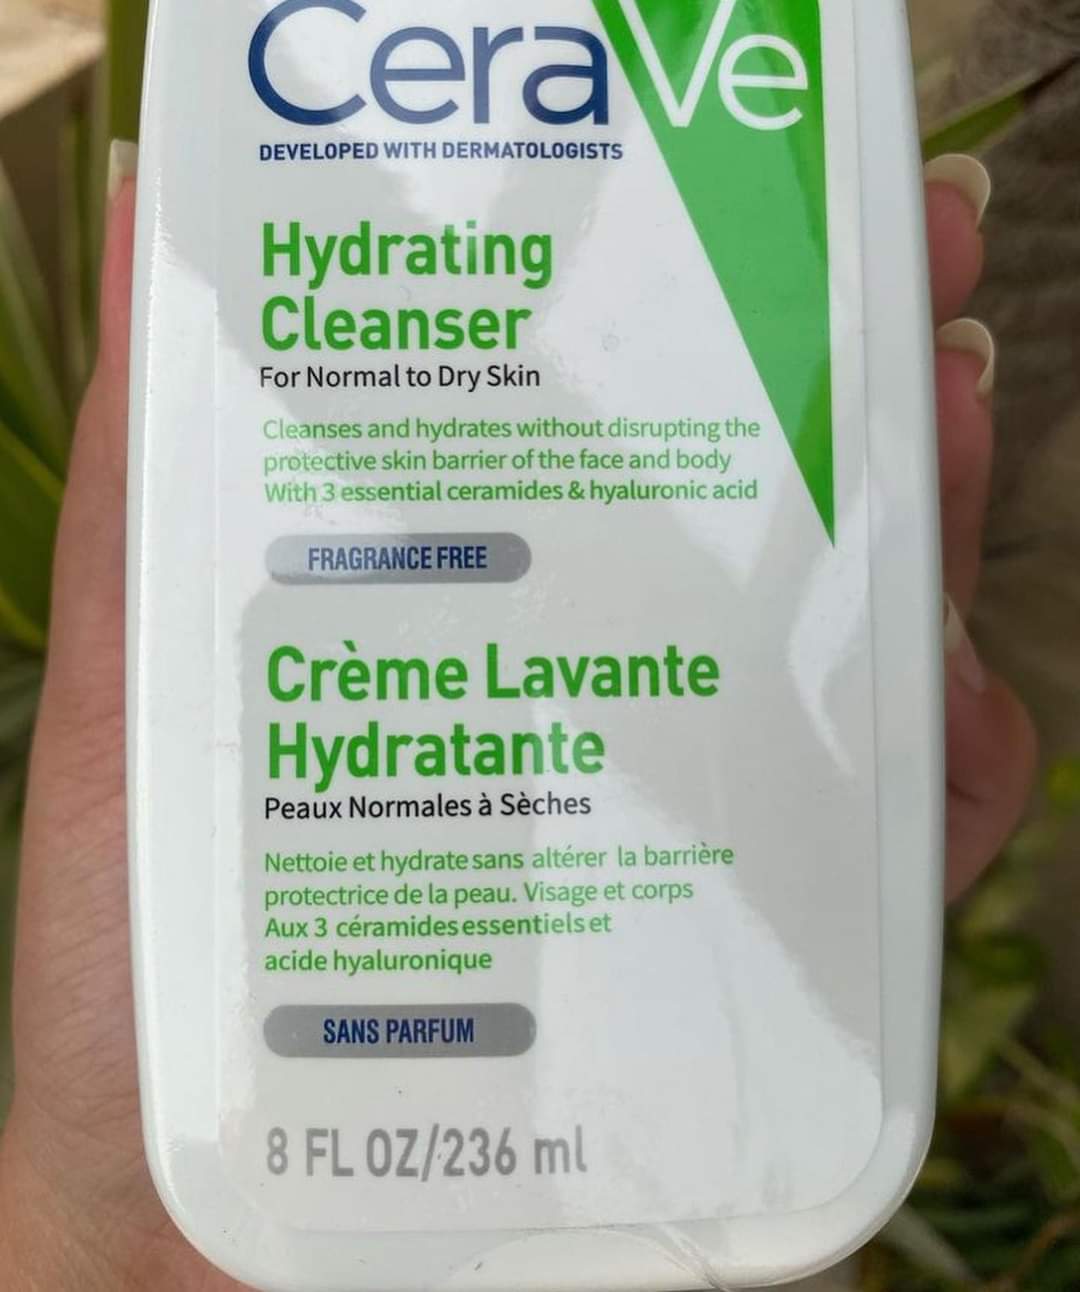 CeraVe
DEVELOPED WITH DERMATOLOGISTS
Hydrating
Cleanser
For Normal to Dry Skin
Cleanses and hydrates without disrupting the
protective skin barrier of the face and body
With 3 essential ceramides & hyaluronic acid
FRAGRANCE FREE
Crème Lavante
Hydratante
Peaux Normales à Sèches
Nettoie et hydrate sans altérer la barrière
protectrice de la peau. Visage et corps
Aux 3 céramides essentiels et
acide hyaluronique
SANS PARFUM
8 FL OZ/236 ml